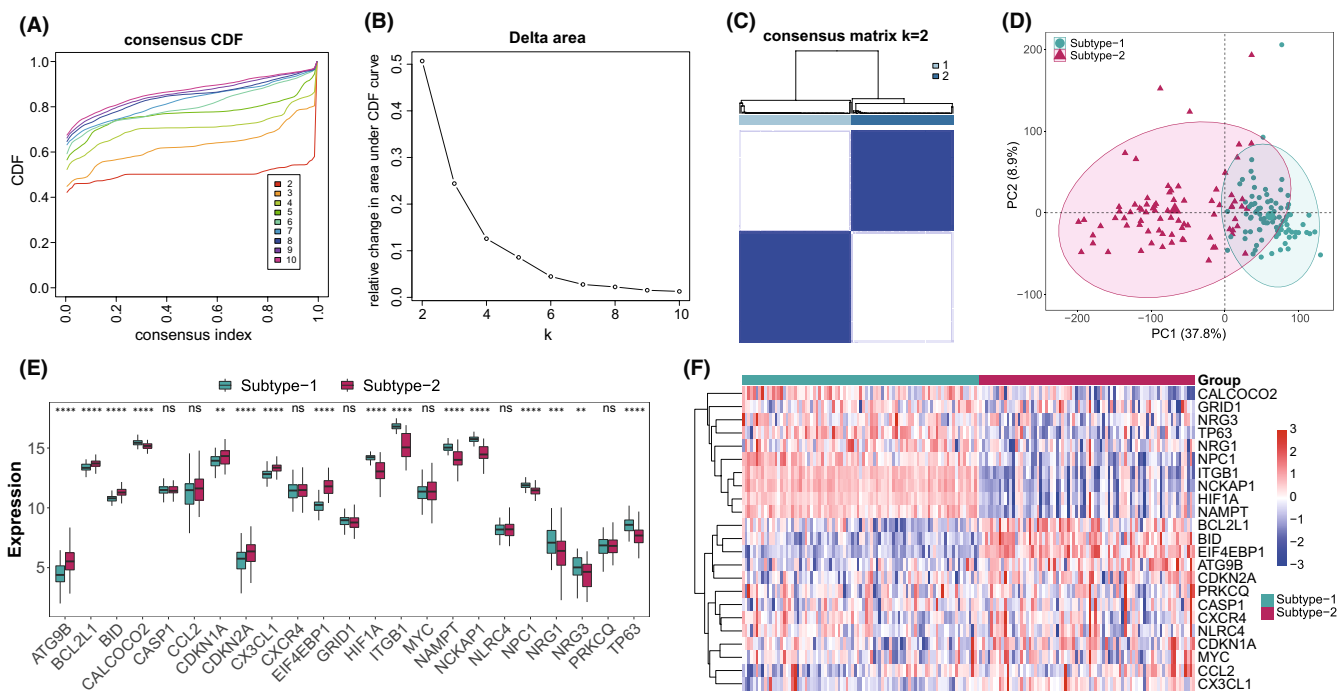 (A)
consensus CDF
CDF
1.0
0.8
0.6
0.4
0.2
0.0
2
3
4
5
6
7
8
9
10
0.0
0.2
0.4
0.6
0.8
1.0
consensus index
(B)
Delta area
relative change in area under CDF curve
0.5
0.4
0.3
0.2
0.1
0.0
2
4
6
8
10
k
(C)
consensus matrix k=2
1
2
(D)
Subtype-1
Subtype-2
PC2 (8.9%)
200
100
0
−100
−200
−100
0
100
PC1 (37.8%)
(E)
Subtype-1
Subtype-2
**** **** **** **** ns ns ** **** **** ns **** ns **** **** ns **** **** ns **** *** ** ns ****
Expression
15
10
5
ATG9B
BCL2L1
BID
CALCOCO2
CASP1
CCL2
CDKN1A
CDKN2A
CX3CL1
CXCR4
EIF4EBP1
GRID1
HIF1A
ITGB1
MYC
NAMPT
NCKAP1
NLRC4
NPC1
NRG1
NRG3
PRKCQ
TP63
(F)
Group
CALCOCO2
GRID1
NRG3
TP63
NRG1
NPC1
ITGB1
NCKAP1
HIF1A
NAMPT
BCL2L1
BID
EIF4EBP1
ATG9B
CDKN2A
PRKCQ
CASP1
CXCR4
NLRC4
CDKN1A
MYC
CCL2
CX3CL1
3
2
1
0
−1
−2
−3
Subtype-1
Subtype-2